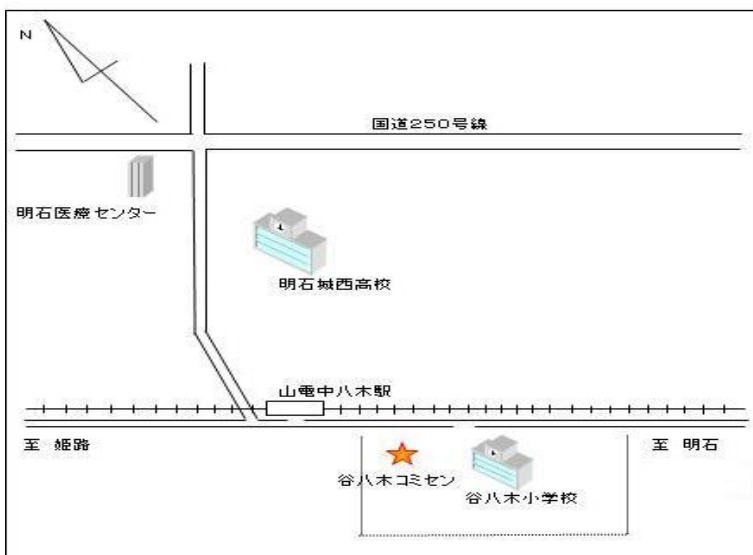 N
国道250号線
明石医療センター
明石城西高校
山電中八木駅
至 姫路
至 明石
谷八木コミセン
谷八木小学校